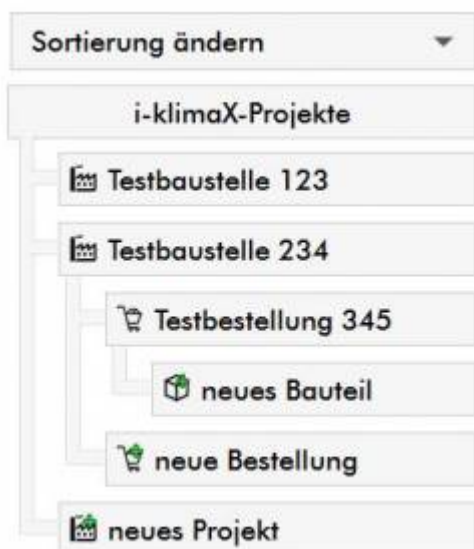 Sortierung ändern
i-klimaX-Projekte
Testbaustelle 123
Testbaustelle 234
Testbestellung 345
neues Bauteil
neue Bestellung
neues Projekt